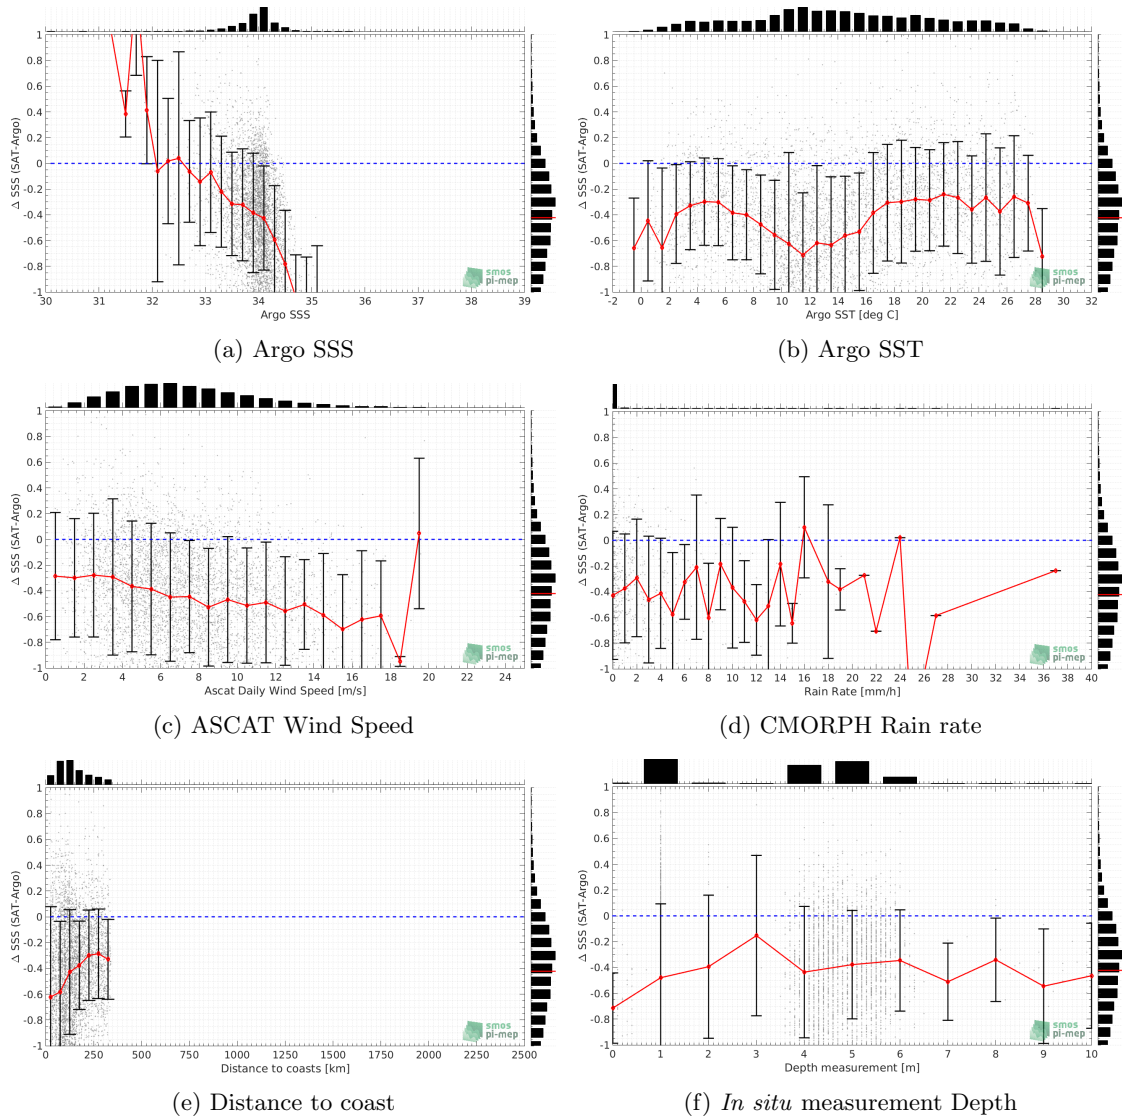 1
0.8
0.6
0.4
0.2
0
-0.2
-0.4
-0.6
-0.8
-1
Δ SSS (SAT-Argo)
30 31 32 33 34 35 36 37 38 39
Argo SSS
smos
pi-mep
(a) Argo SSS
1
0.8
0.6
0.4
0.2
0
-0.2
-0.4
-0.6
-0.8
-1
Δ SSS (SAT-Argo)
-2 0 2 4 6 8 10 12 14 16 18 20 22 24 26 28 30 32
Argo SST [deg C]
smos
pi-mep
(b) Argo SST
1
0.8
0.6
0.4
0.2
0
-0.2
-0.4
-0.6
-0.8
-1
Δ SSS (SAT-Argo)
0 2 4 6 8 10 12 14 16 18 20 22 24
Ascat Daily Wind Speed [m/s]
smos
pi-mep
(c) ASCAT Wind Speed
1
0.8
0.6
0.4
0.2
0
-0.2
-0.4
-0.6
-0.8
-1
Δ SSS (SAT-Argo)
0 2 4 6 8 10 12 14 16 18 20 22 24 26 28 30 32 34 36 38 40
Rain Rate [mm/h]
smos
pi-mep
(d) CMORPH Rain rate
1
0.8
0.6
0.4
0.2
0
-0.2
-0.4
-0.6
-0.8
-1
Δ SSS (SAT-Argo)
0 250 500 750 1000 1250 1500 1750 2000 2250 2500
Distance to coasts [km]
smos
pi-mep
(e) Distance to coast
1
0.8
0.6
0.4
0.2
0
-0.2
-0.4
-0.6
-0.8
-1
Δ SSS (SAT-Argo)
0 1 2 3 4 5 6 7 8 9 10
Depth measurement [m]
smos
pi-mep
(f) In situ measurement Depth